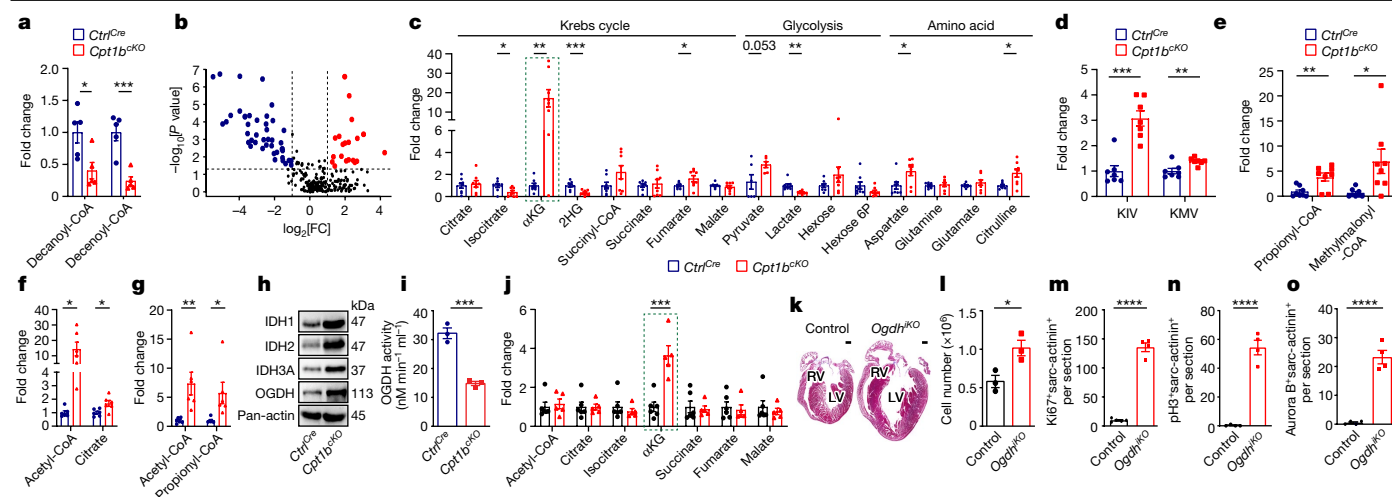 a
Ctrl^Cre
Cpt1b^cKO
2.0
1.5
1.0
0.5
0
Fold change
*
***
Decanoyl-CoA
Decenoyl-CoA
b
7
6
5
4
3
2
1
0
−log10[P value]
−4
−2
0
2
4
log2[FC]
c
Krebs cycle
Glycolysis
Amino acid
40
30
20
10
6
4
2
0
Fold change
*
**
***
*
0.053
**
*
*
Citrate
Isocitrate
αKG
2HG
Succinyl-CoA
Succinate
Fumarate
Malate
Pyruvate
Lactate
Hexose
Hexose 6P
Aspartate
Glutamine
Glutamate
Citrulline
Ctrl^Cre
Cpt1b^cKO
d
Ctrl^Cre
Cpt1b^cKO
5
4
3
2
1
0
Fold change
***
**
KIV
KMV
e
Ctrl^Cre
Cpt1b^cKO
25
20
15
10
5
0
Fold change
**
*
Propionyl-CoA
Methylmalonyl
-CoA
f
40
30
20
10
4
3
2
1
0
Fold change
*
*
Acetyl-CoA
Citrate
g
20
15
10
5
0
Fold change
**
*
Acetyl-CoA
Propionyl-CoA
h
kDa
IDH1
47
IDH2
47
IDH3A
37
OGDH
113
Pan-actin
45
Ctrl^Cre
Cpt1b^cKO
i
40
30
20
10
0
OGDH activity
(nM min−1 ml−1)
***
Ctrl^Cre
Cpt1b^cKO
j
6
4
2
0
Fold change
***
Acetyl-CoA
Citrate
Isocitrate
αKG
Succinate
Fumarate
Malate
k
Control
Ogdh^iKO
RV
LV
RV
LV
l
1.5
1.0
0.5
0
Cell number (×10^6)
*
Control
Ogdh^iKO
m
200
150
100
50
0
Ki67+sarc-actinin+
per section
****
Control
Ogdh^iKO
n
80
60
40
20
0
pH3+sarc-actinin+
per section
****
Control
Ogdh^iKO
o
40
30
20
10
0
Aurora B+sarc-actinin+
per section
****
Control
Ogdh^iKO